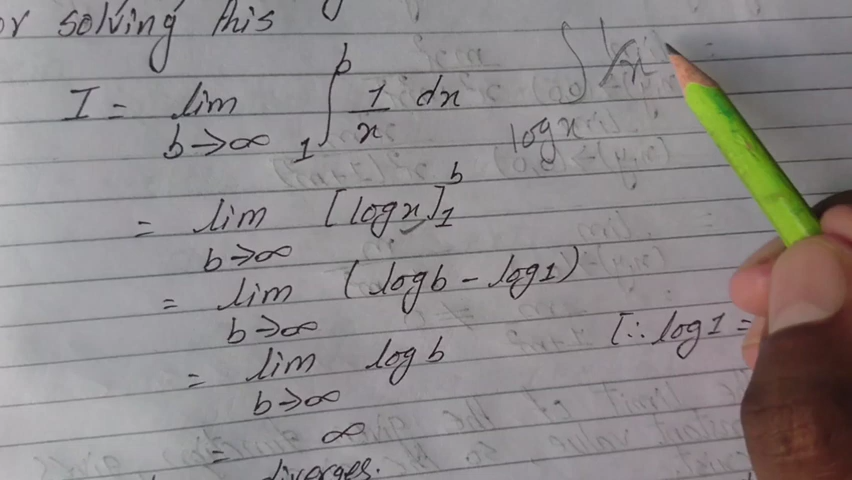 or solving this
I = lim b→∞ ∫₁ᵇ 1/x dx
∫ 1/x
log x
= lim b→∞ [log x]₁ᵇ
= lim b→∞ (log b - log 1)
= lim b→∞ log b [∵ log 1 =
= ∞
diverges.